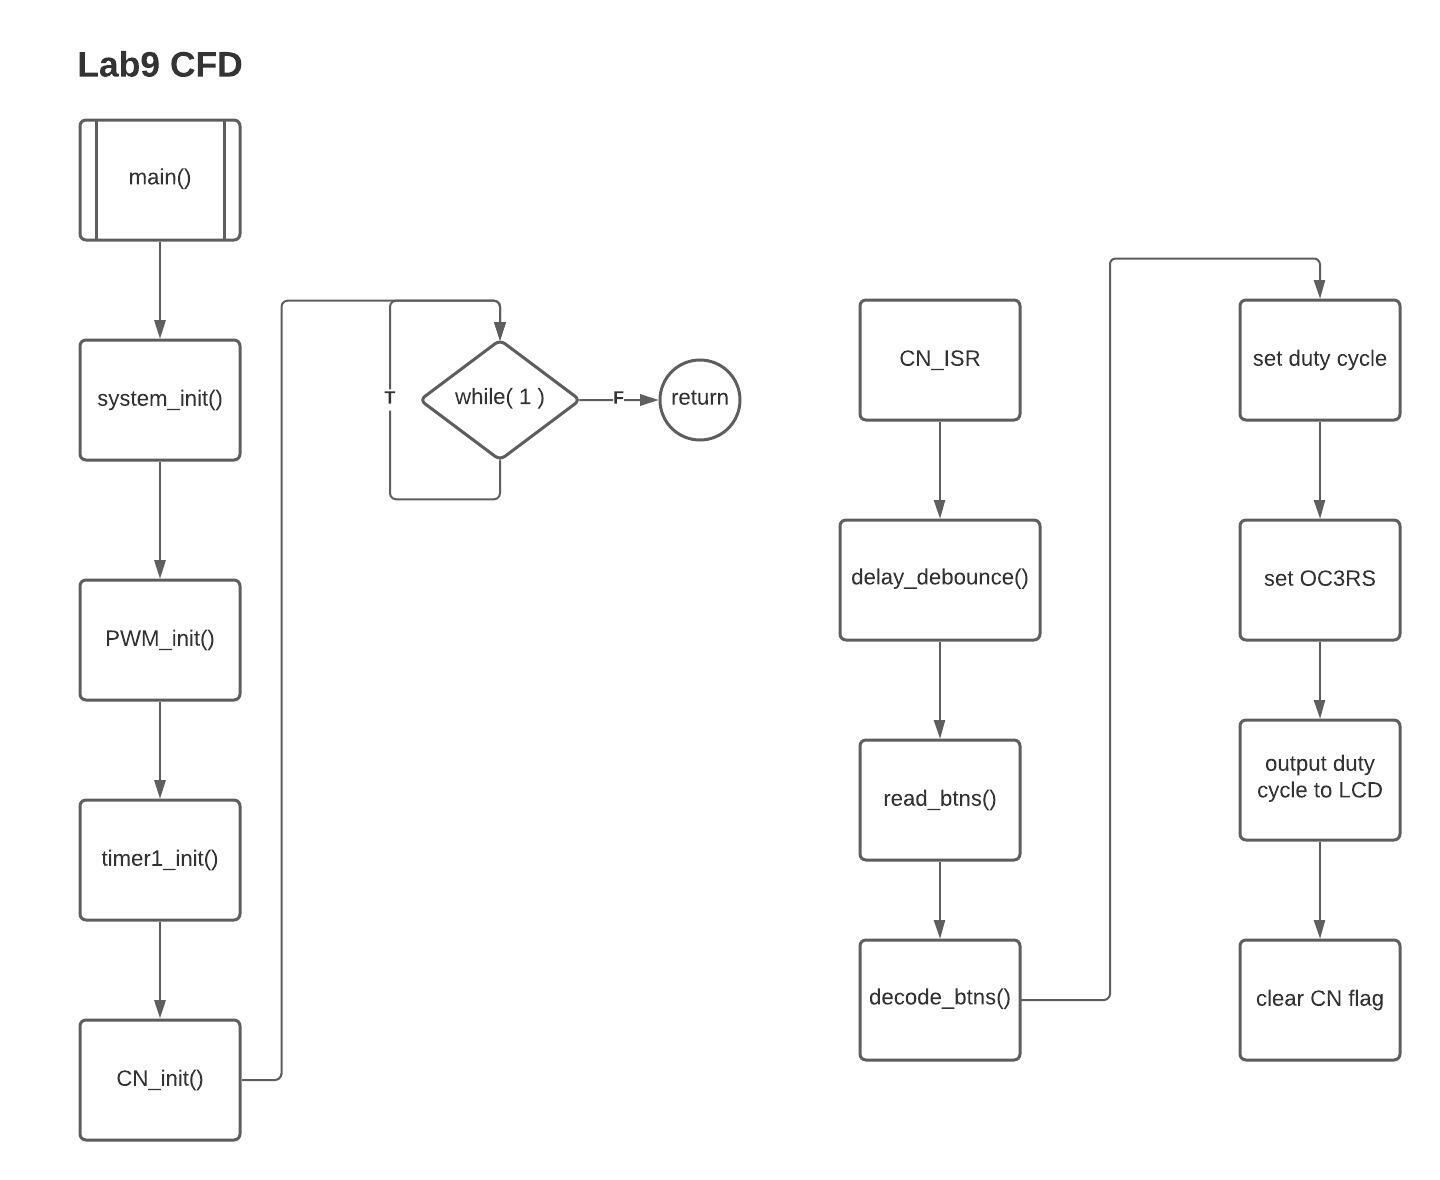 Lab9 CFD
main()
system_init()
PWM_init()
timer1_init()
CN_init()
T
while( 1 )
F
return
CN_ISR
delay_debounce()
read_btns()
decode_btns()
set duty cycle
set OC3RS
output duty
cycle to LCD
clear CN flag